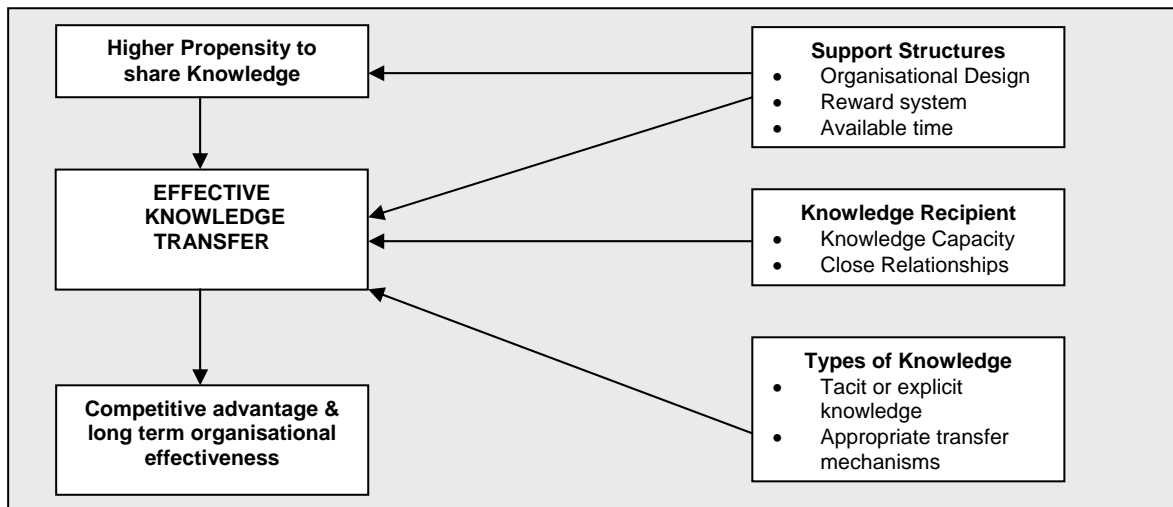 Higher Propensity to
share Knowledge
EFFECTIVE
KNOWLEDGE
TRANSFER
Competitive advantage &
long term organisational
effectiveness
Support Structures
• Organisational Design
• Reward system
• Available time
Knowledge Recipient
• Knowledge Capacity
• Close Relationships
Types of Knowledge
• Tacit or explicit
knowledge
• Appropriate transfer
mechanisms